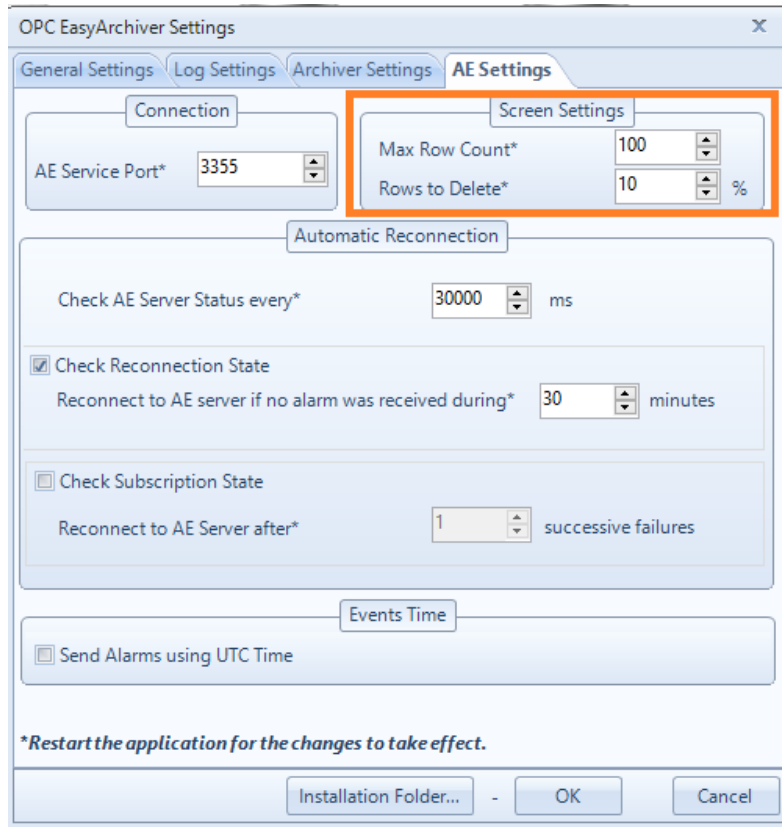 OPC EasyArchiver Settings x
General Settings Log Settings Archiver Settings AE Settings
Connection
AE Service Port* 3355
Screen Settings
Max Row Count* 100
Rows to Delete* 10 %
Automatic Reconnection
Check AE Server Status every* 30000 ms
Check Reconnection State
Reconnect to AE server if no alarm was received during* 30 minutes
Check Subscription State
Reconnect to AE Server after* 1 successive failures
Events Time
Send Alarms using UTC Time
*Restart the application for the changes to take effect.
Installation Folder... - OK Cancel